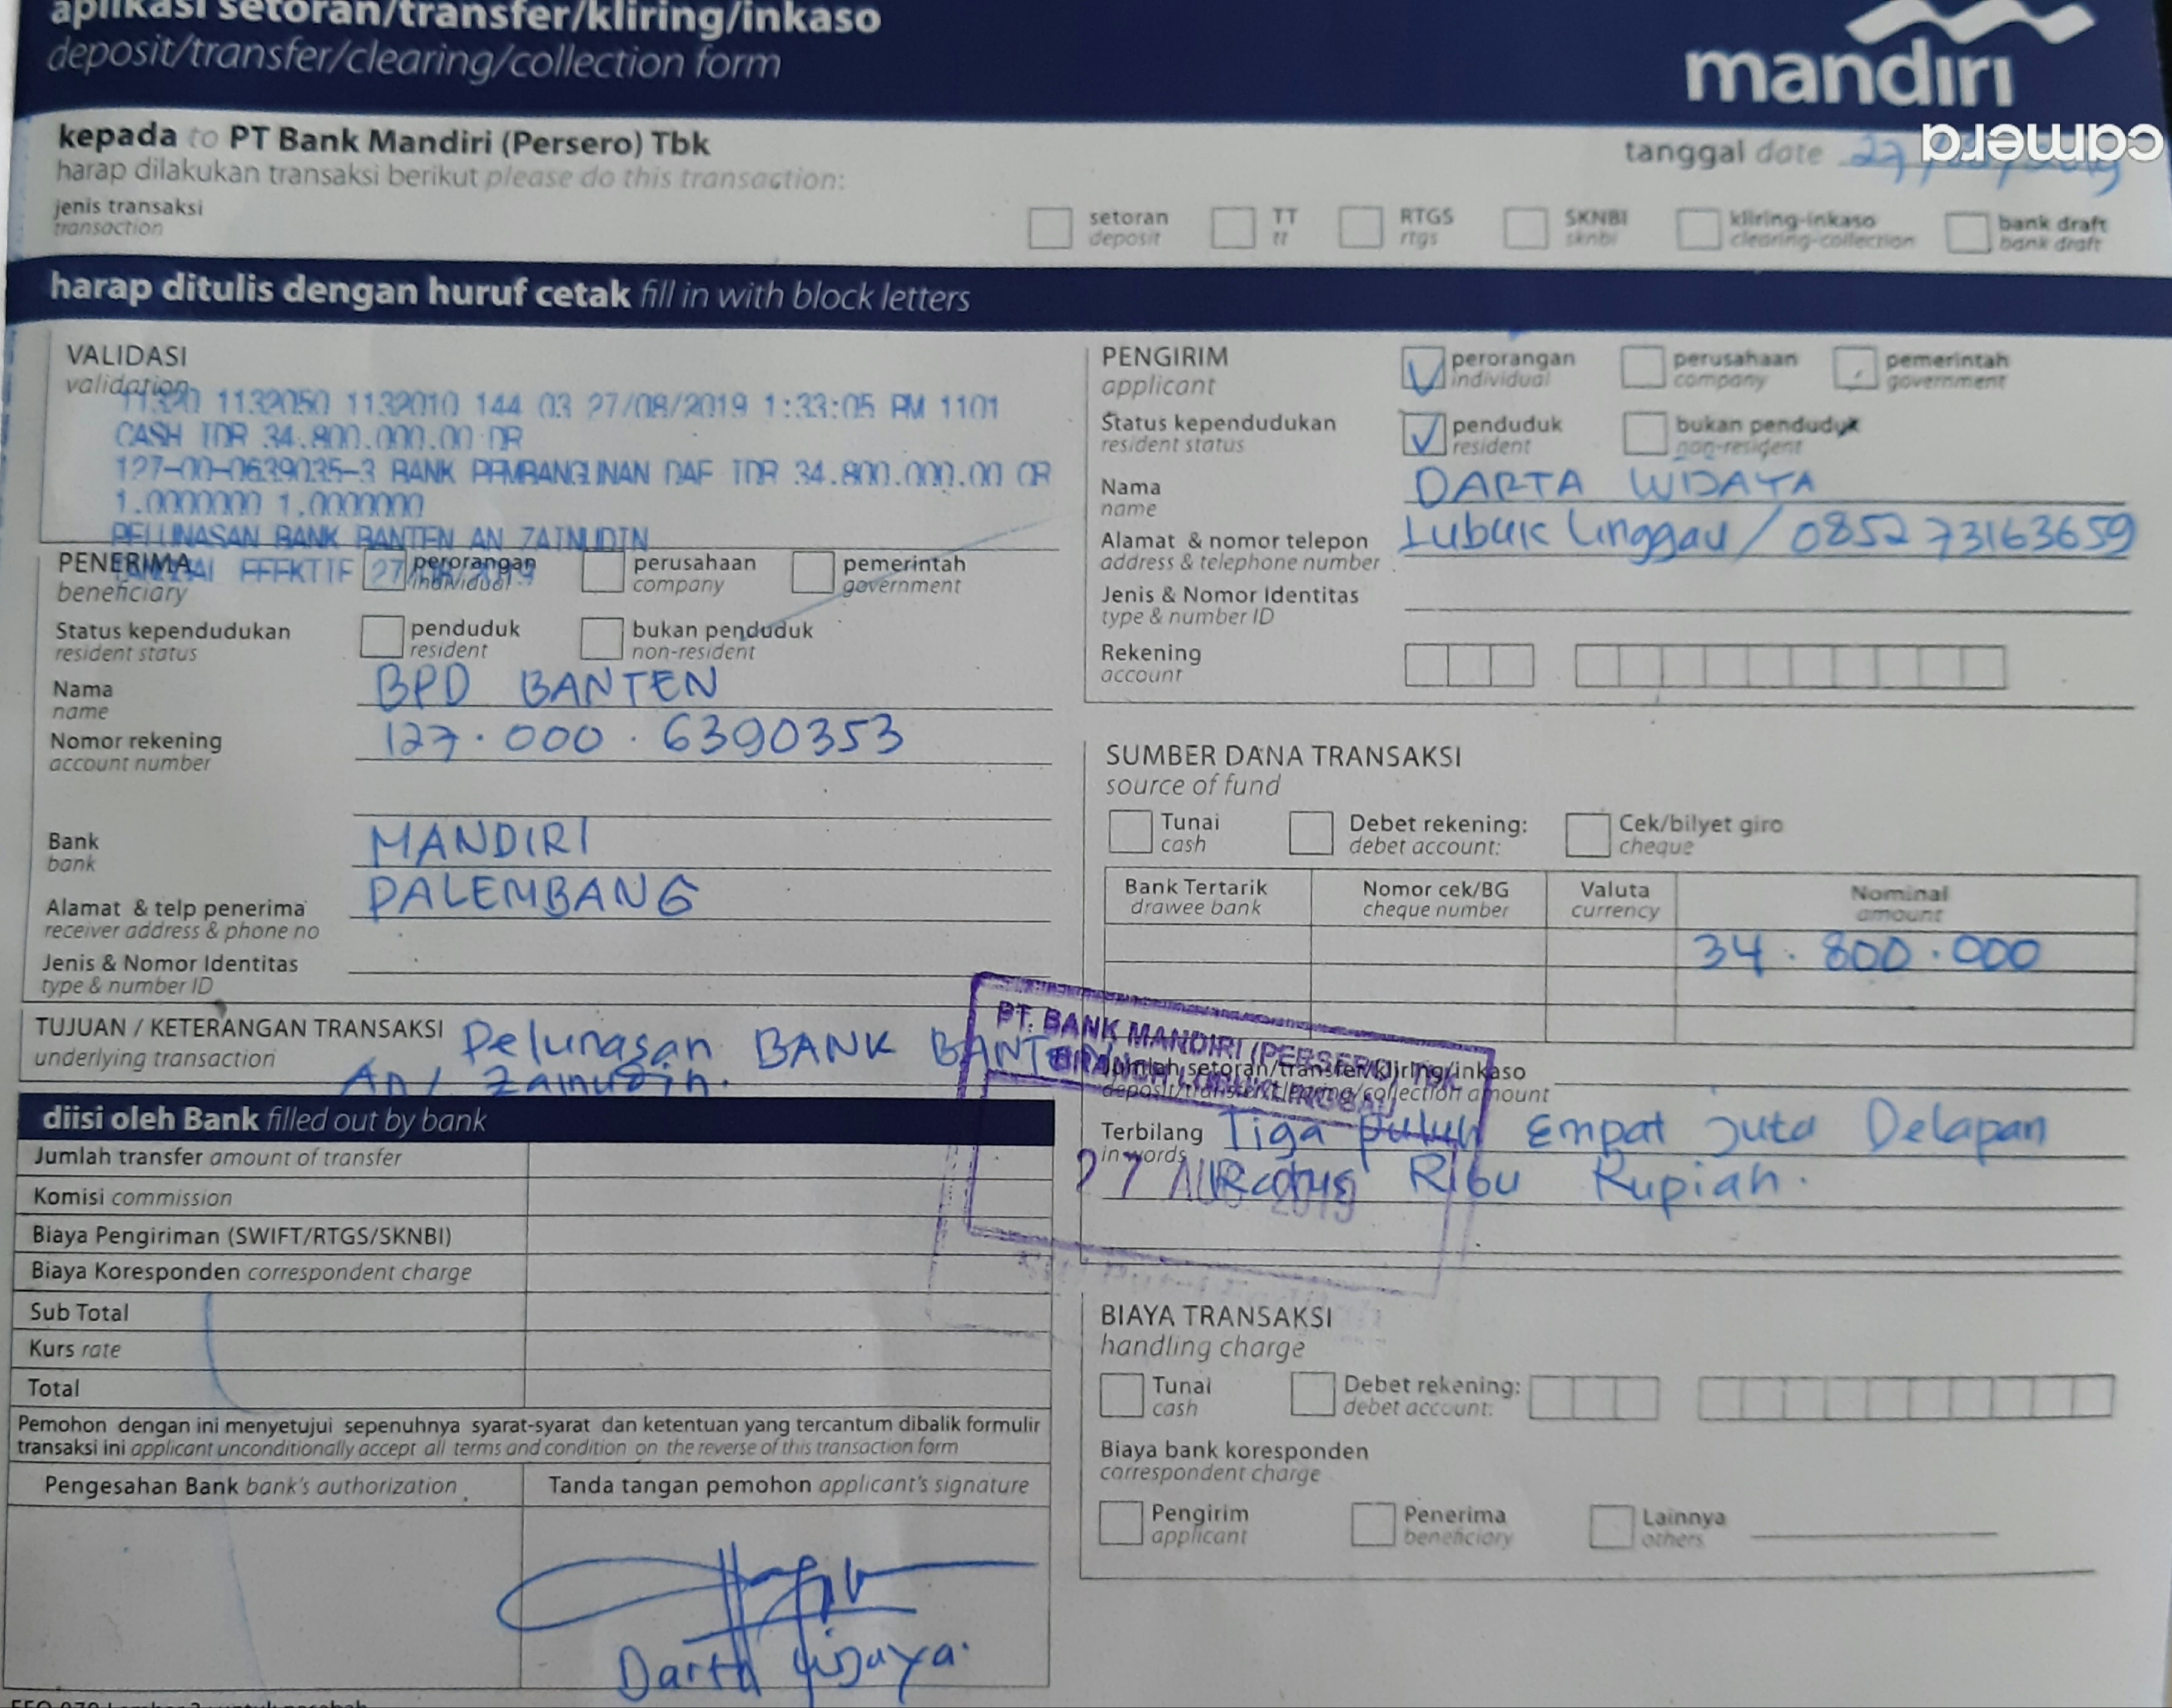 aplikasi setoran/transfer/kliring/inkaso
deposit/transfer/clearing/collection form
mandiri
camera
kepada to PT Bank Mandiri (Persero) Tbk
harap dilakukan transaksi berikut please do this transaction:
tanggal date 27
jenis transaksi
transaction
setoran
deposit
TT
tt
RTGS
rtgs
SKNBI
sknbi
kliring-inkaso
clearing-collection
bank draft
bank draft
harap ditulis dengan huruf cetak fill in with block letters
VALIDASI
validation
11320 1132050 1132010 144 03 27/08/2019 1:33:05 PM 1101
CASH IDR 34.800.000.00 DR
127-00-0639035-3 BANK PEMBANGUNAN DAE IDR 34.800.000.00 CR
1.0000000 1.0000000
PELUNASAN BANK BANTEN AN ZAINUDIN
EFEKTIF 27
PENERIMA
beneficiary
perorangan
individual
perusahaan
company
pemerintah
government
Status kependudukan
resident status
penduduk
resident
bukan penduduk
non-resident
Nama
name
BPD BANTEN
Nomor rekening
account number
127.000.6390353
Bank
bank
MANDIRI
Alamat & telp penerima
receiver address & phone no
PALEMBANG
Jenis & Nomor Identitas
type & number ID
TUJUAN / KETERANGAN TRANSAKSI
underlying transaction
Pelunasan BANK BANTEN
An/ Zainudin.
PENGIRIM
applicant
perorangan
individual
perusahaan
company
pemerintah
government
Status kependudukan
resident status
penduduk
resident
bukan penduduk
non-resident
Nama
name
DARTA WIJAYA
Alamat & nomor telepon
address & telephone number
Lubuk Linggau / 0852 73163659
Jenis & Nomor Identitas
type & number ID
Rekening
account
SUMBER DANA TRANSAKSI
source of fund
Tunai
cash
Debet rekening:
debet account:
Cek/bilyet giro
cheque
Bank Tertarik
drawee bank
Nomor cek/BG
cheque number
Valuta
currency
Nominal
amount
34.800.000
PT. BANK MANDIRI (PERSERO) TBK
27 AUG 2019
Jumlah setoran/transfer/kliring/inkaso
deposit/transfer/clearing/collection amount
Terbilang
in words
Tiga puluh Empat Juta Delapan
Ratus Ribu Rupiah.
diisi oleh Bank filled out by bank
Jumlah transfer amount of transfer
Komisi commission
Biaya Pengiriman (SWIFT/RTGS/SKNBI)
Biaya Koresponden correspondent charge
Sub Total
Kurs rate
Total
Pemohon dengan ini menyetujui sepenuhnya syarat-syarat dan ketentuan yang tercantum dibalik formulir
transaksi ini applicant unconditionally accept all terms and condition on the reverse of this transaction form
Pengesahan Bank bank's authorization
Tanda tangan pemohon applicant's signature
Darta Wijaya.
BIAYA TRANSAKSI
handling charge
Tunai
cash
Debet rekening:
debet account:
Biaya bank koresponden
correspondent charge
Pengirim
applicant
Penerima
beneficiary
Lainnya
others